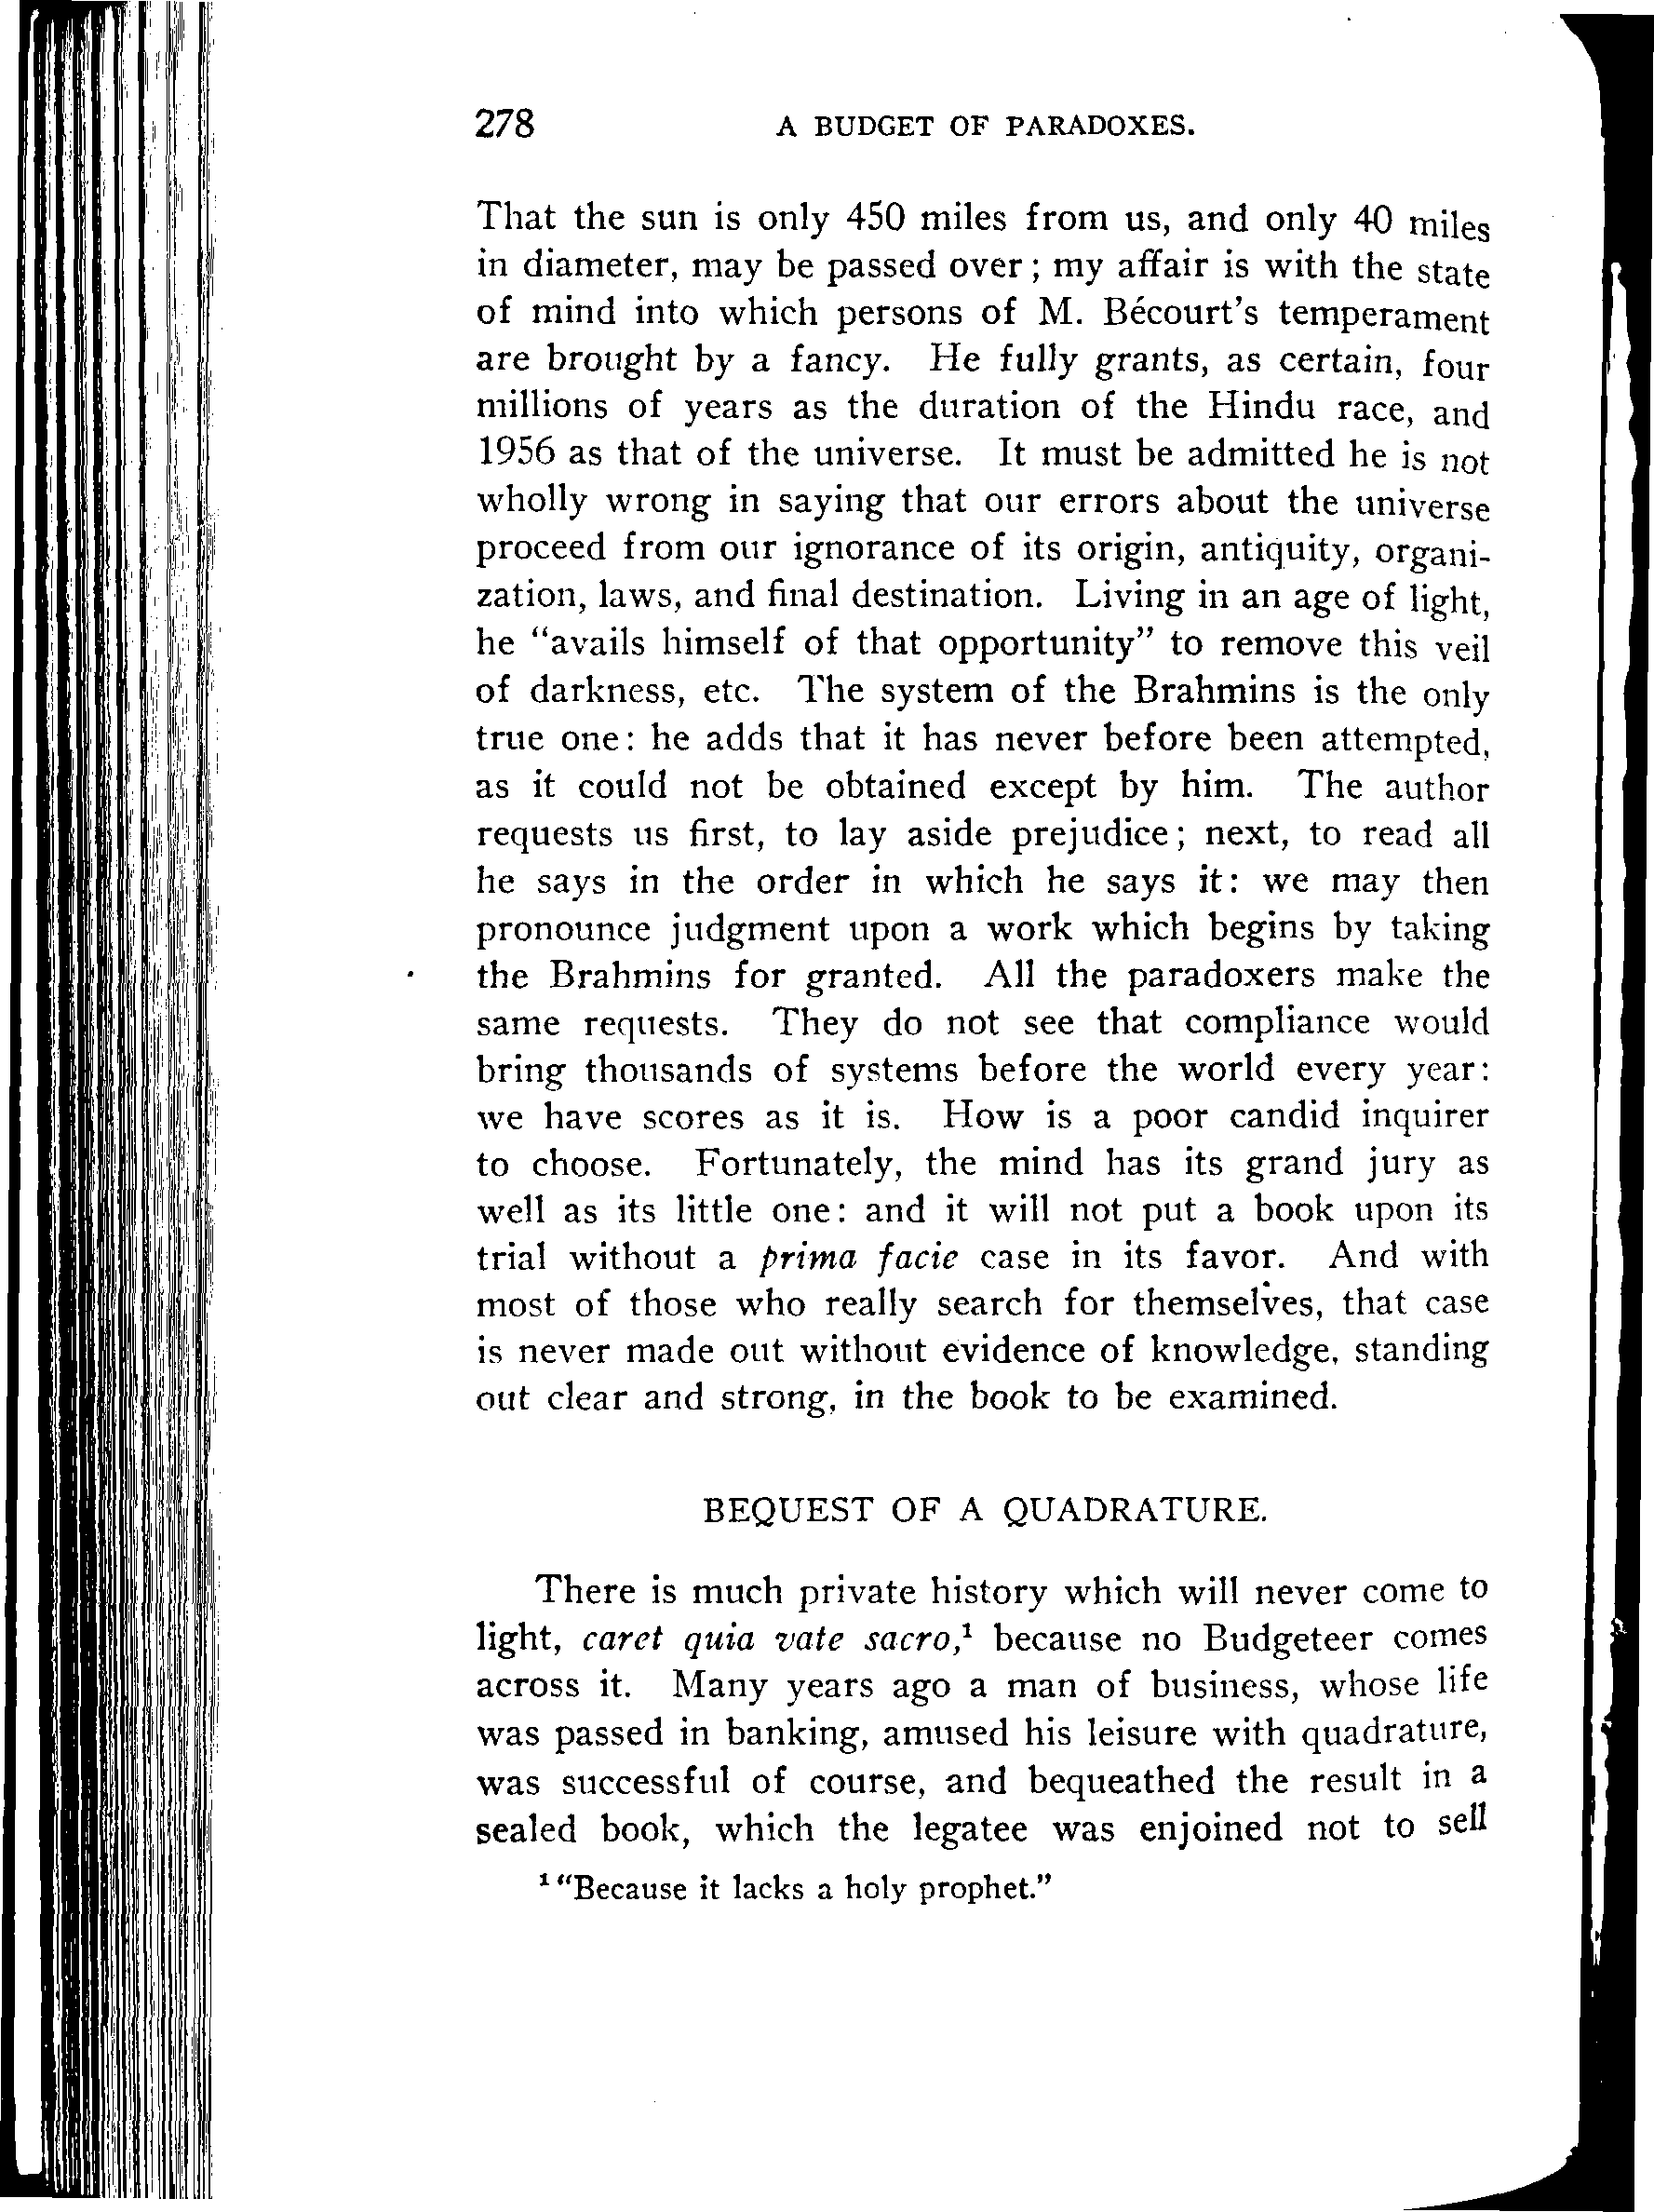 278 A BUDGET OF PARADOXES.
That the sun is only 450 miles from us, and only 40 miles
in diameter, may be passed over; my affair is with the state
of mind into which persons of M. Bécourt's temperament
are brought by a fancy. He fully grants, as certain, four
millions of years as the duration of the Hindu race, and
1956 as that of the universe. It must be admitted he is not
wholly wrong in saying that our errors about the universe
proceed from our ignorance of its origin, antiquity, organi-
zation, laws, and final destination. Living in an age of light,
he "avails himself of that opportunity" to remove this veil
of darkness, etc. The system of the Brahmins is the only
true one: he adds that it has never before been attempted,
as it could not be obtained except by him. The author
requests us first, to lay aside prejudice; next, to read all
he says in the order in which he says it: we may then
pronounce judgment upon a work which begins by taking
the Brahmins for granted. All the paradoxers make the
same requests. They do not see that compliance would
bring thousands of systems before the world every year:
we have scores as it is. How is a poor candid inquirer
to choose. Fortunately, the mind has its grand jury as
well as its little one: and it will not put a book upon its
trial without a prima facie case in its favor. And with
most of those who really search for themselves, that case
is never made out without evidence of knowledge, standing
out clear and strong, in the book to be examined.
BEQUEST OF A QUADRATURE.
There is much private history which will never come to
light, caret quia vate sacro,¹ because no Budgeteer comes
across it. Many years ago a man of business, whose life
was passed in banking, amused his leisure with quadrature,
was successful of course, and bequeathed the result in a
sealed book, which the legatee was enjoined not to sell
¹ "Because it lacks a holy prophet."